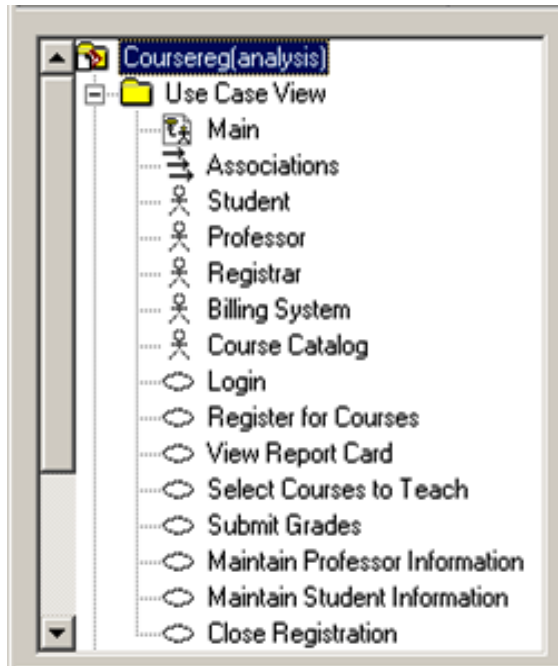 Coursereg(analysis)
Use Case View
Main
Associations
Student
Professor
Registrar
Billing System
Course Catalog
Login
Register for Courses
View Report Card
Select Courses to Teach
Submit Grades
Maintain Professor Information
Maintain Student Information
Close Registration